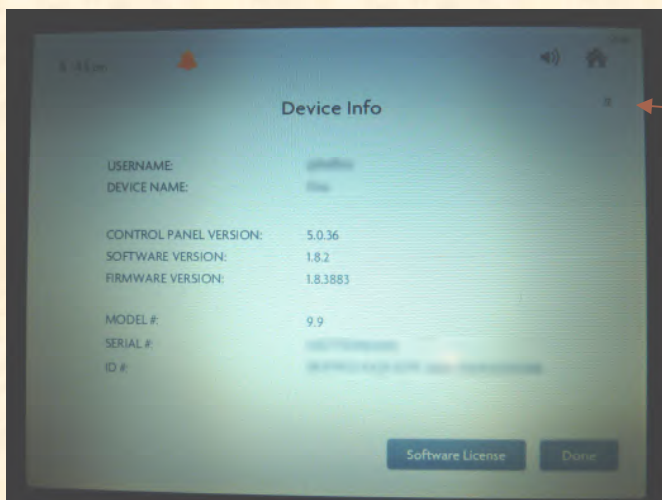 Device Info
x
USERNAME:
DEVICE NAME:
CONTROL PANEL VERSION: 5.0.36
SOFTWARE VERSION: 1.8.2
FIRMWARE VERSION: 1.8.3883
MODEL #: 9.9
SERIAL #:
ID #:
Software License Done